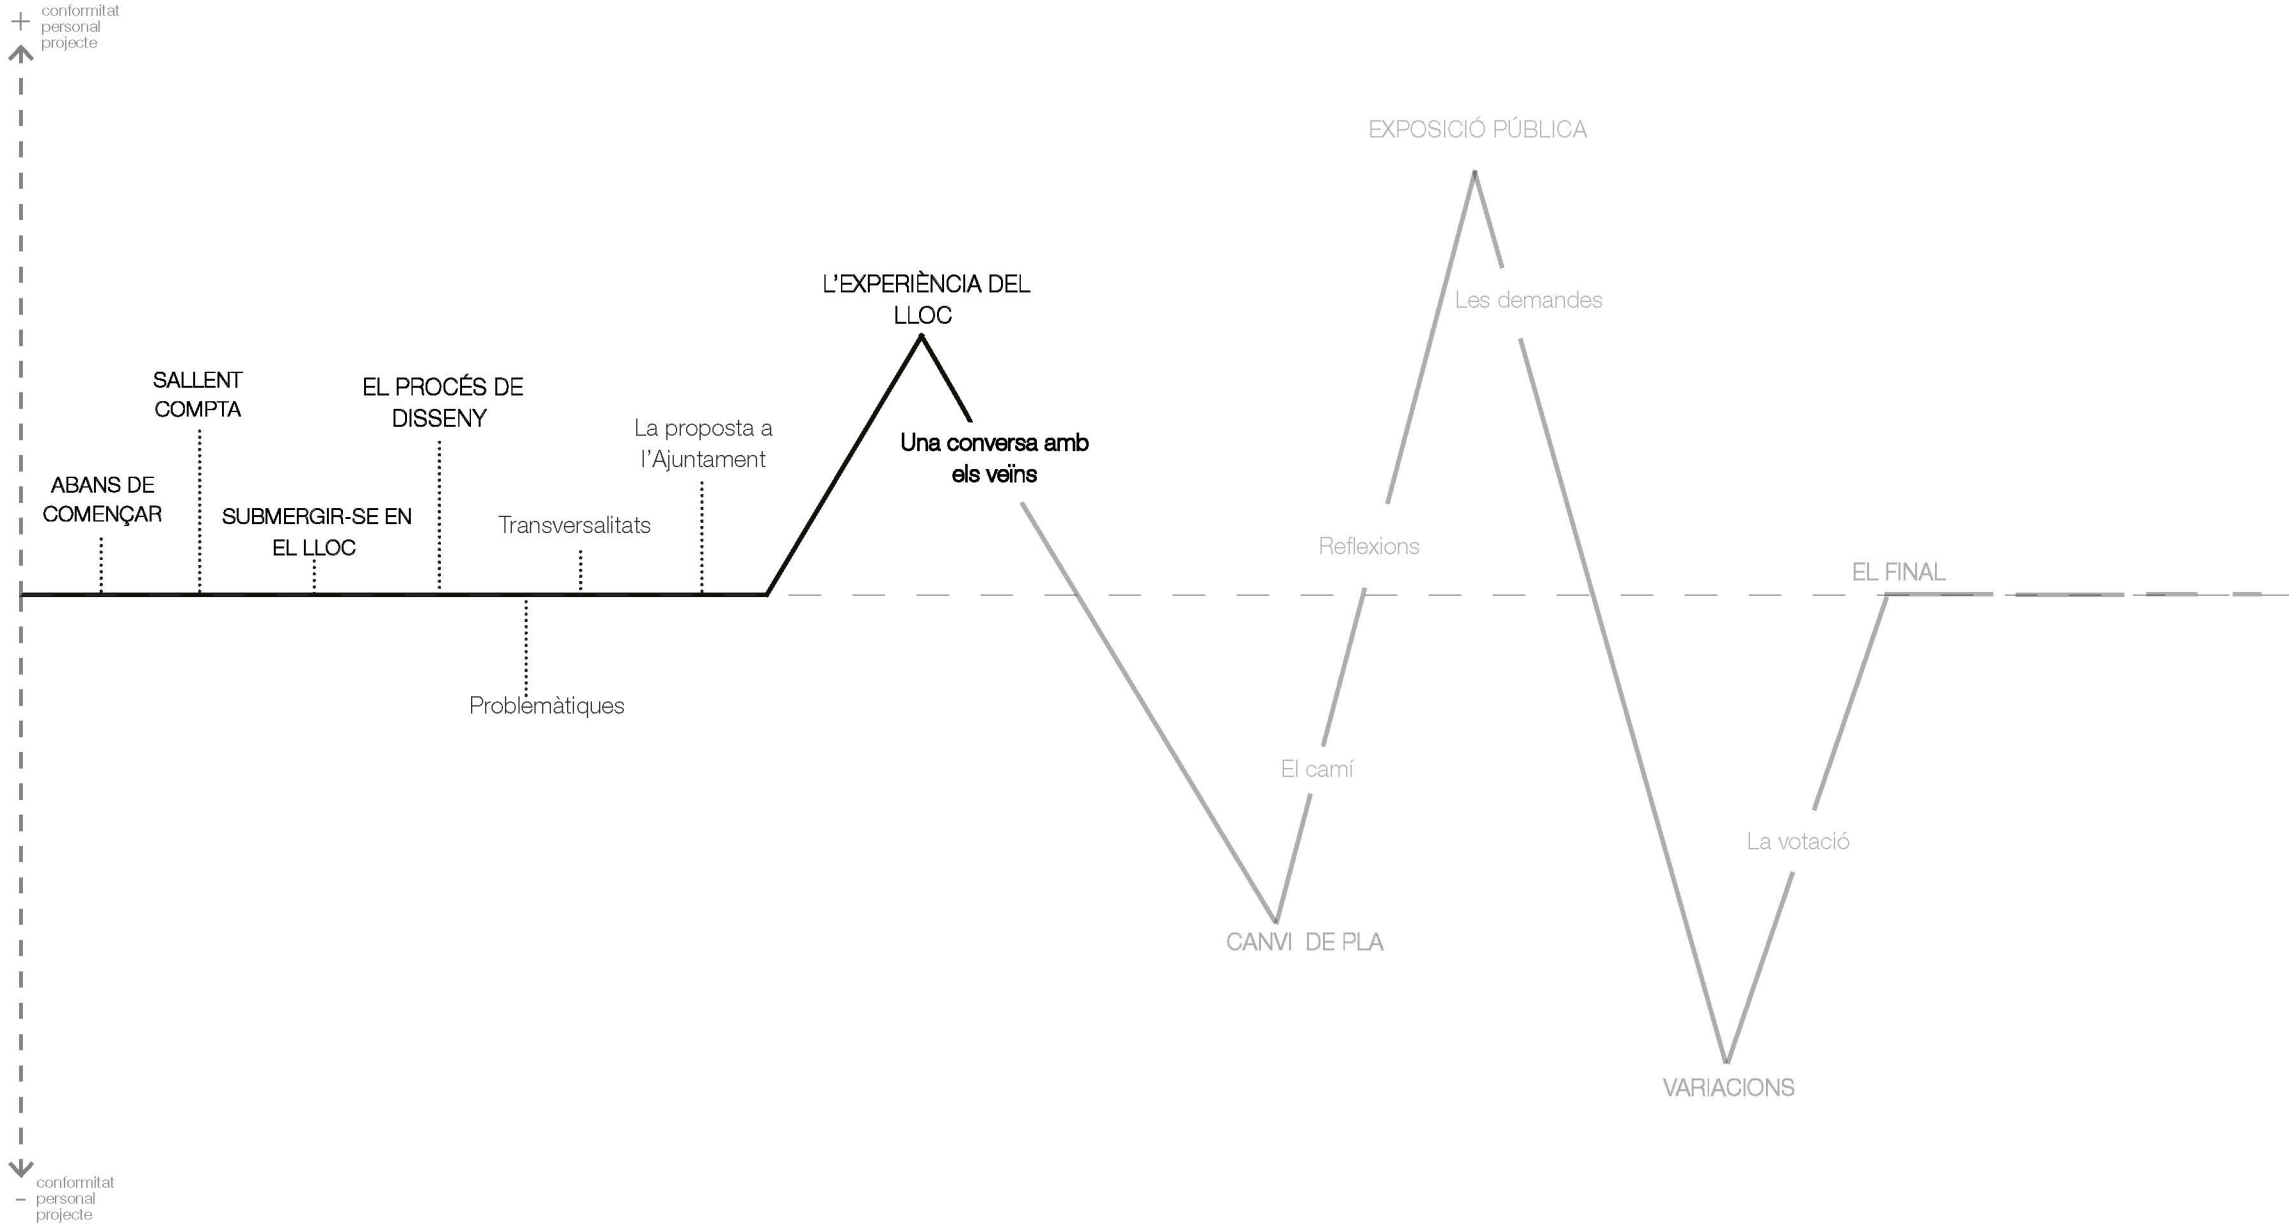 + conformitat
personal
projecte
EXPOSICIÓ PÚBLICA
L'EXPERIÈNCIA DEL
LLOC
Les demandes
SALLENT
COMPTA
EL PROCÉS DE
DISSENY
La proposta a
l'Ajuntament
Una conversa amb
els veïns
ABANS DE
COMENÇAR
SUBMERGIR-SE EN
EL LLOC
Transversalitats
Reflexions
EL FINAL
Problemàtiques
El camí
La votació
CANVI DE PLA
VARIACIONS
conformitat
- personal
projecte